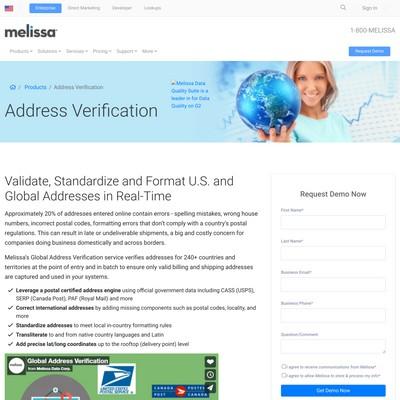 Enterprise Direct Marketing Developer Lookups Sign In
melissa
1-800 MELISSA
Products Solutions Services Pricing Support More
Request Demo
/ Products / Address Verification
Address Verification
Melissa Data
Quality Suite is a
leader in for Data
Quality on G2
Validate, Standardize and Format U.S. and
Global Addresses in Real-Time
Approximately 20% of addresses entered online contain errors - spelling mistakes, wrong house
numbers, incorrect postal codes, formatting errors that don't comply with a country's postal
regulations. This can result in late or undeliverable shipments, a big and costly concern for
companies doing business domestically and across borders.
Melissa's Global Address Verification service verifies addresses for 240+ countries and
territories at the point of entry and in batch to ensure only valid billing and shipping addresses
are captured and used in your systems.
Leverage a postal certified address engine using official government data including CASS (USPS),
SERP (Canada Post), PAF (Royal Mail) and more
Correct international addresses by adding missing components such as postal codes, locality, and
more
Standardize addresses to meet local in-country formatting rules
Transliterate to and from native country languages and Latin
Add precise lat/long coordinates up to the rooftop (delivery point) level
Global Address Verification
from Melissa Data Corp.
melissa
UNITED STATES
POSTAL SERVICE
CANADA POSTES
POST CANADA
Request Demo Now
First Name*
Last Name*
Business Email*
Business Phone*
Question/Comment
I agree to receive communications from Melissa*
I agree to allow Melissa to store & process my info*
Get Demo Now